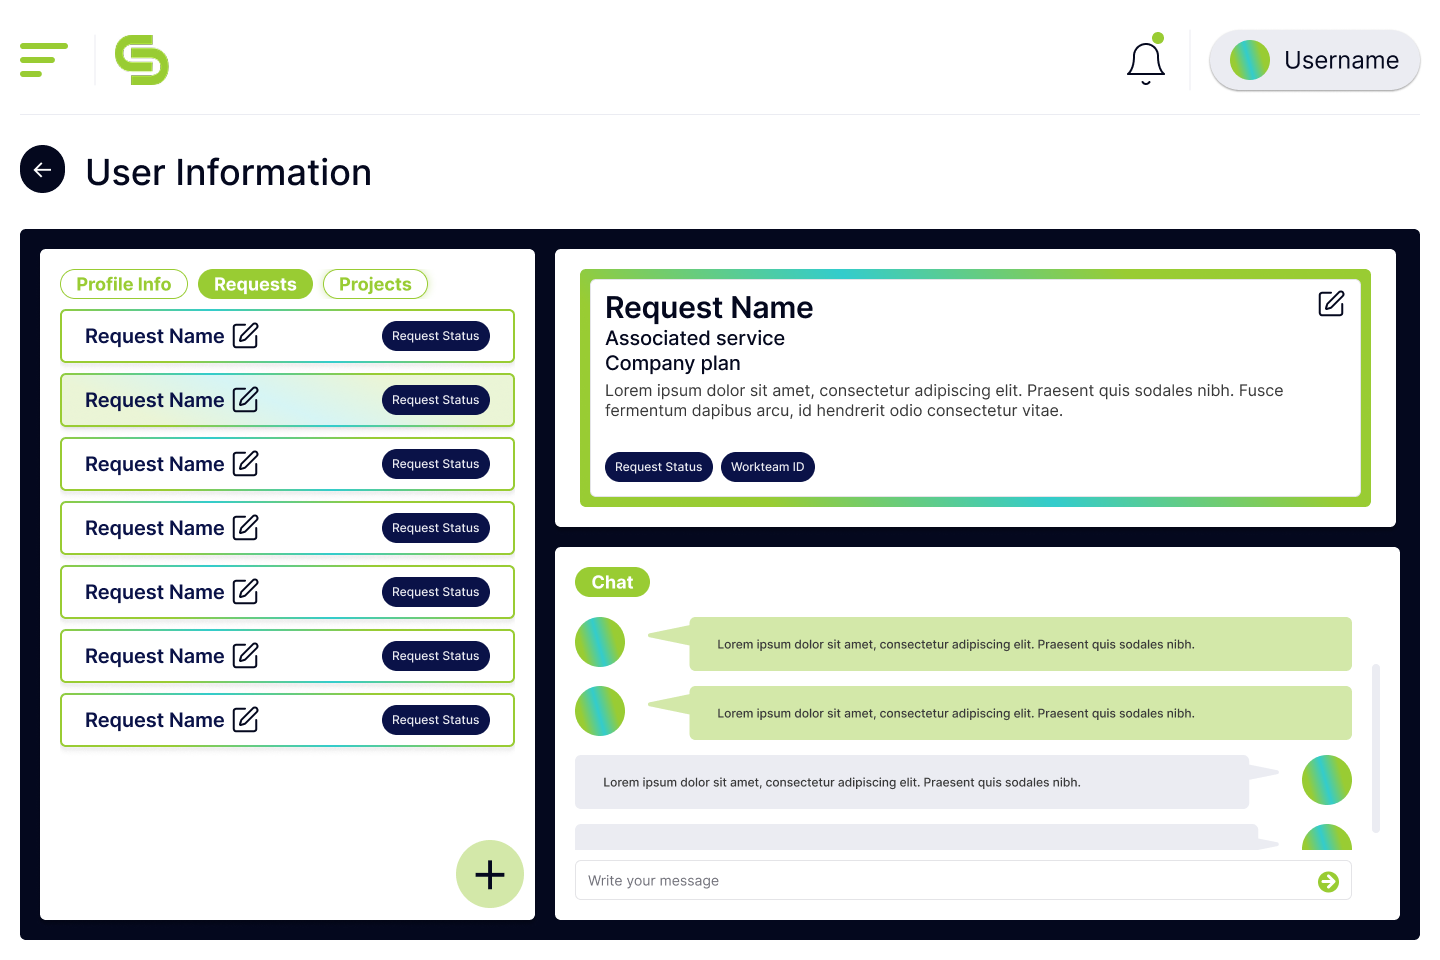 Username
User Information
Profile Info
Requests
Projects
Request Name
Request Status
Request Name
Request Status
Request Name
Request Status
Request Name
Request Status
Request Name
Request Status
Request Name
Request Status
Request Name
Request Status
Request Name
Associated service
Company plan
Lorem ipsum dolor sit amet, consectetur adipiscing elit. Praesent quis sodales nibh. Fusce
fermentum dapibus arcu, id hendrerit odio consectetur vitae.
Request Status
Workteam ID
Chat
Lorem ipsum dolor sit amet, consectetur adipiscing elit. Praesent quis sodales nibh.
Lorem ipsum dolor sit amet, consectetur adipiscing elit. Praesent quis sodales nibh.
Lorem ipsum dolor sit amet, consectetur adipiscing elit. Praesent quis sodales nibh.
Write your message